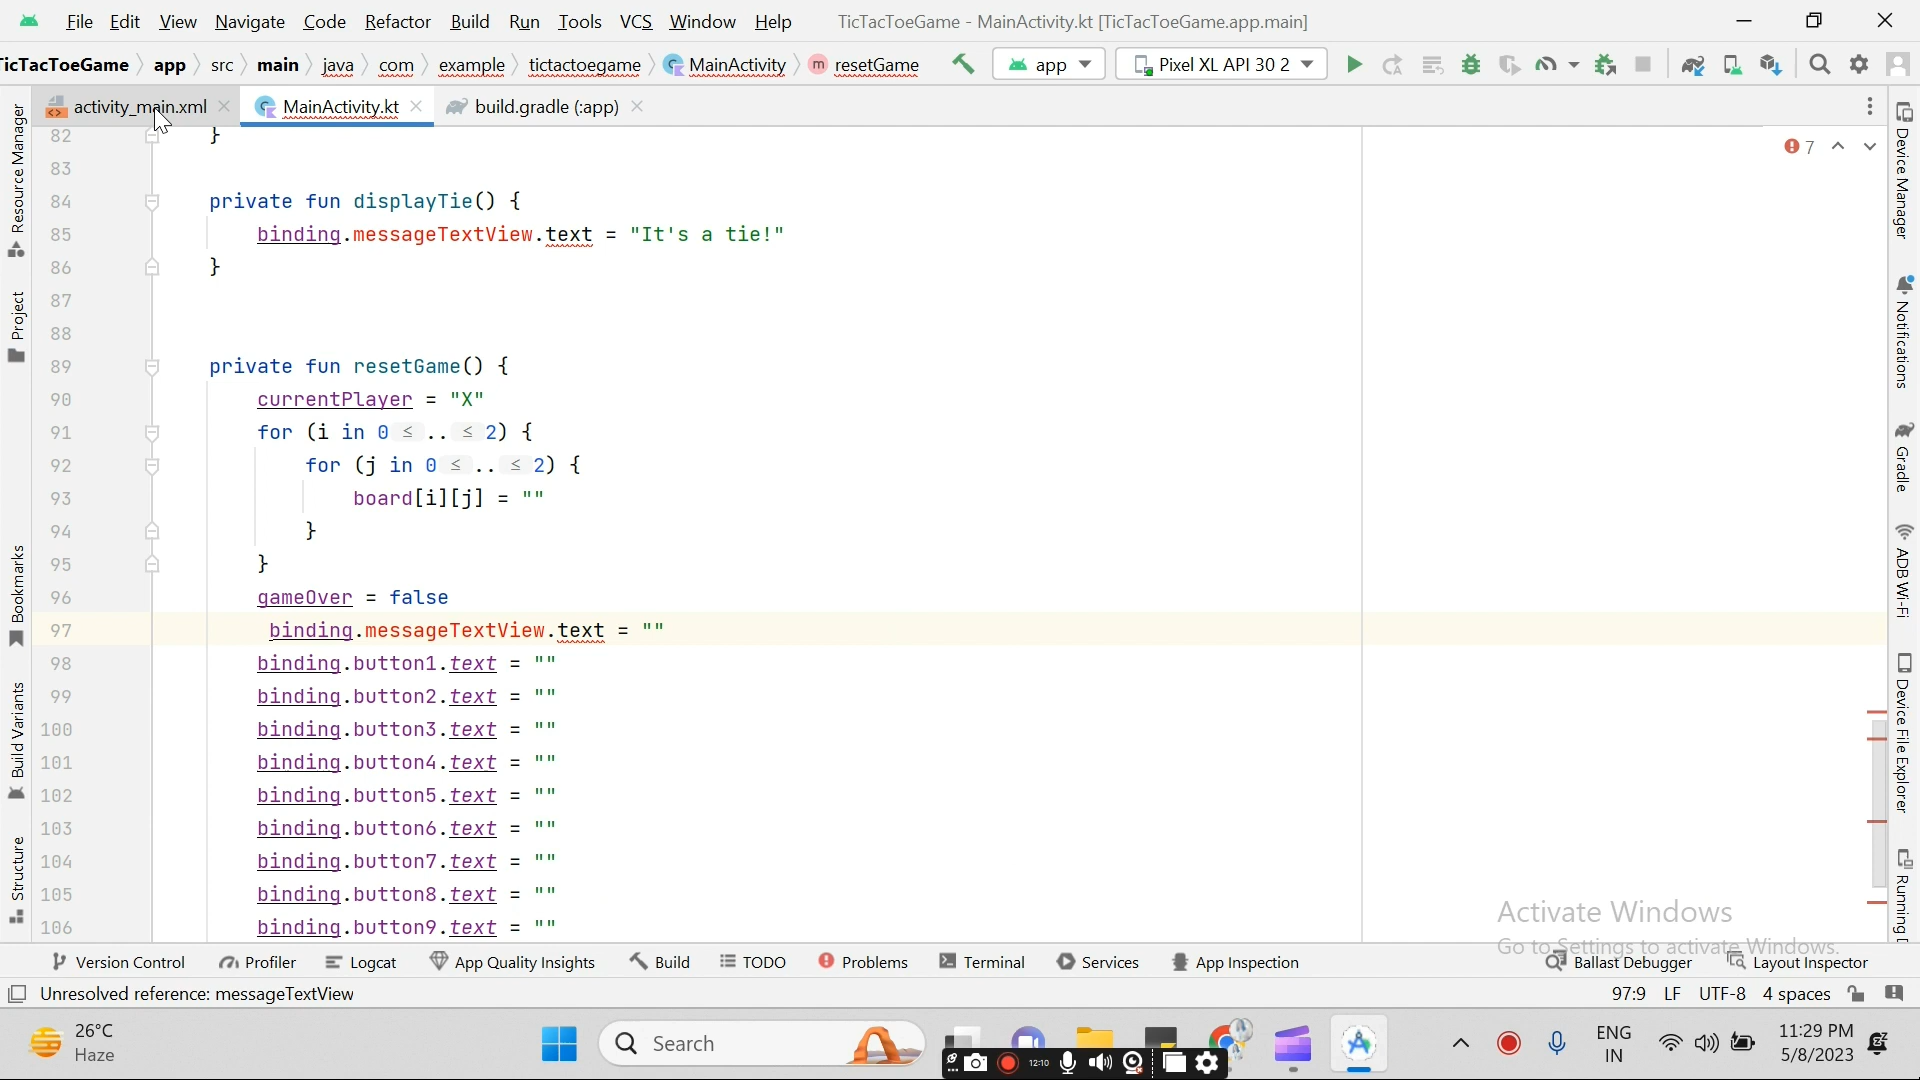 File Edit View Navigate Code Refactor Build Run Tools VCS Window Help TicTacToeGame - MainActivity.kt [TicTacToeGame.app.main]
icTacToeGame app src main java com example tictactoegame MainActivity m resetGame app Pixel XL API 30 2
activity_main.xml MainActivity.kt build.gradle (:app)
Resource Manager
Project
Bookmarks
Build Variants
Structure
7
82 }
83
84 private fun displayTie() {
85 binding.messageTextView.text = "It's a tie!"
86 }
87
88
89 private fun resetGame() {
90 currentPlayer = "X"
91 for (i in 0 ≤ .. ≤ 2) {
92 for (j in 0 ≤ .. ≤ 2) {
93 board[i][j] = ""
94 }
95 }
96 gameOver = false
97 binding.messageTextView.text = ""
98 binding.button1.text = ""
99 binding.button2.text = ""
100 binding.button3.text = ""
101 binding.button4.text = ""
102 binding.button5.text = ""
103 binding.button6.text = ""
104 binding.button7.text = ""
105 binding.button8.text = ""
106 binding.button9.text = ""
Device Manager
Notifications
Gradle
ADB Wi-Fi
Device File Explorer
Running
Activate Windows
Go to Settings to activate Windows.
Version Control Profiler Logcat App Quality Insights Build TODO Problems Terminal Services App Inspection Ballast Debugger Layout Inspector
Unresolved reference: messageTextView 97:9 LF UTF-8 4 spaces
26°C
Haze
Search
12:10
ENG
IN
11:29 PM
5/8/2023